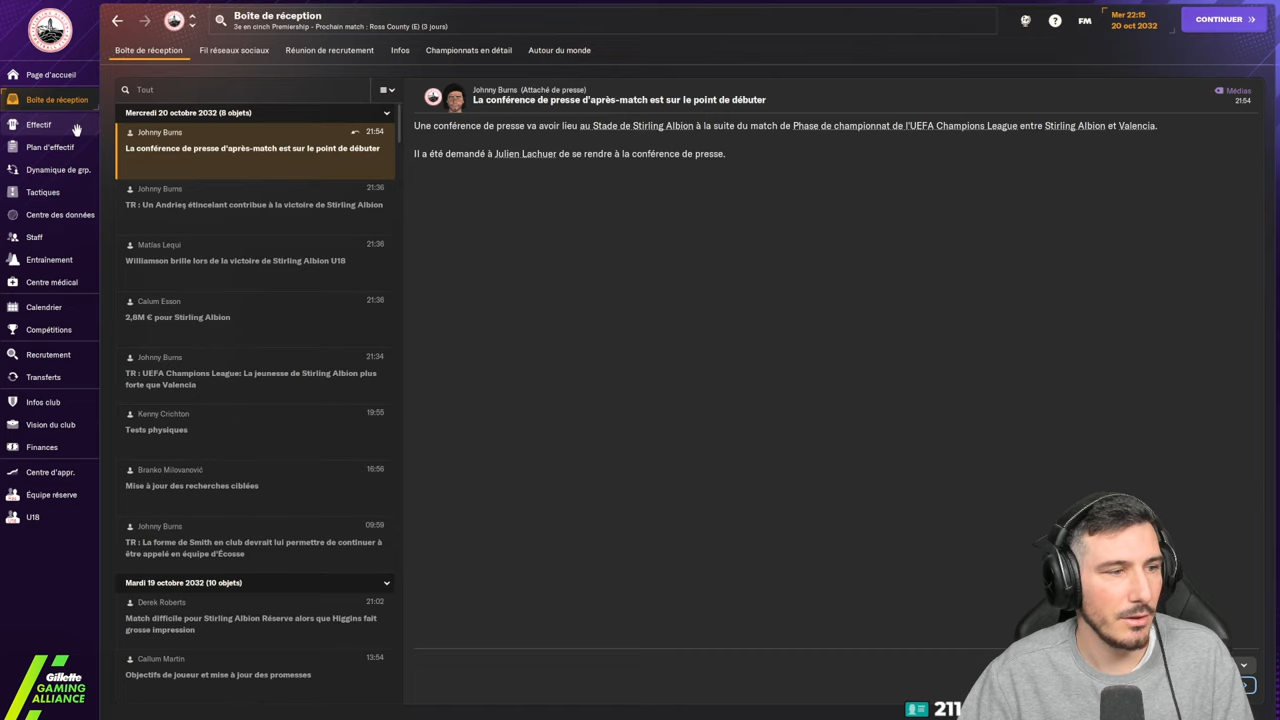 Boîte de réception
3e en cinch Premiership - Prochain match : Ross County (E) (3 jours)
FM
Mer 22:15
20 oct 2032
CONTINUER
Boîte de réception
Fil réseaux sociaux
Réunion de recrutement
Infos
Championnats en détail
Autour du monde
Page d'accueil
Boîte de réception
Effectif
Plan d'effectif
Dynamique de grp.
Tactiques
Centre des données
Staff
Entraînement
Centre médical
Calendrier
Compétitions
Recrutement
Transferts
Infos club
Vision du club
Finances
Centre d'appr.
Équipe réserve
U18
Gillette
GAMING
ALLIANCE
Tout
Mercredi 20 octobre 2032 (8 objets)
Johnny Burns
21:54
La conférence de presse d'après-match est sur le point de débuter
Johnny Burns
21:36
TR : Un Andrieș étincelant contribue à la victoire de Stirling Albion
Matías Lequi
21:36
Williamson brille lors de la victoire de Stirling Albion U18
Calum Esson
21:36
2,8M € pour Stirling Albion
Johnny Burns
21:34
TR : UEFA Champions League: La jeunesse de Stirling Albion plus
forte que Valencia
Kenny Crichton
19:55
Tests physiques
Branko Milovanović
16:56
Mise à jour des recherches ciblées
Johnny Burns
09:59
TR : La forme de Smith en club devrait lui permettre de continuer à
être appelé en équipe d'Écosse
Mardi 19 octobre 2032 (10 objets)
Derek Roberts
21:02
Match difficile pour Stirling Albion Réserve alors que Higgins fait
grosse impression
Callum Martin
13:54
Objectifs de joueur et mise à jour des promesses
Johnny Burns (Attaché de presse)
La conférence de presse d'après-match est sur le point de débuter
Médias
21:54
Une conférence de presse va avoir lieu au Stade de Stirling Albion à la suite du match de Phase de championnat de l'UEFA Champions League entre Stirling Albion et Valencia.
Il a été demandé à Julien Lachuer de se rendre à la conférence de presse.
211